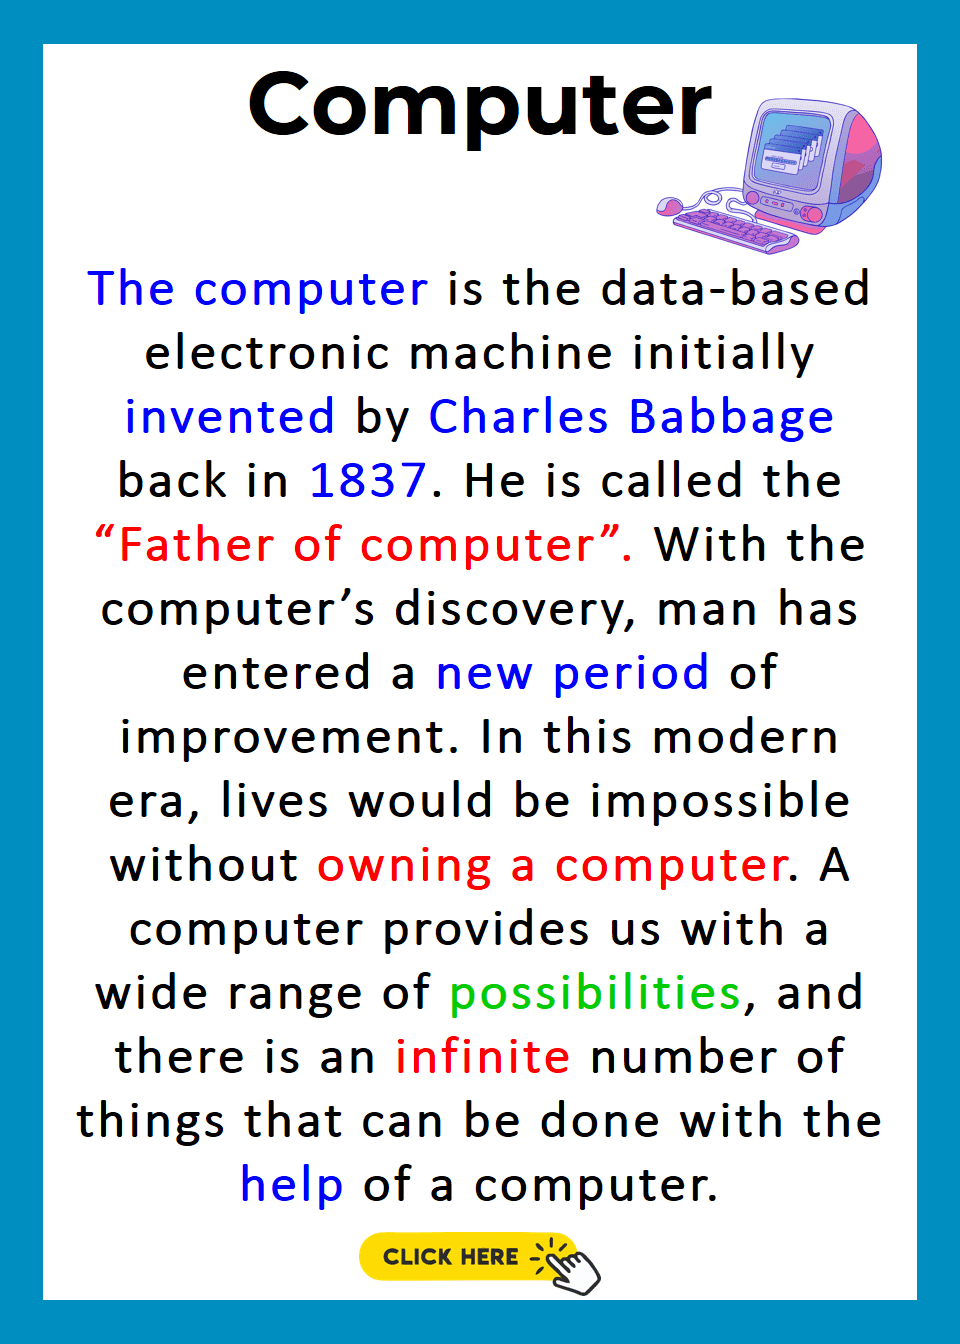 Computer
The computer is the data-based
electronic machine initially
invented by Charles Babbage
back in 1837. He is called the
“Father of computer”. With the
computer’s discovery, man has
entered a new period of
improvement. In this modern
era, lives would be impossible
without owning a computer. A
computer provides us with a
wide range of possibilities, and
there is an infinite number of
things that can be done with the
help of a computer.
CLICK HERE